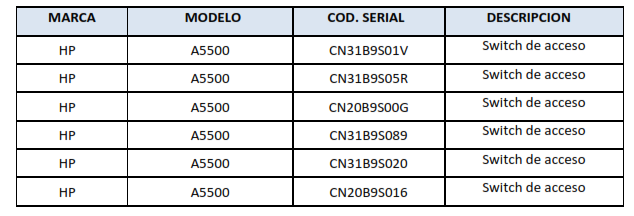 MARCA MODELO COD. SERIAL DESCRIPCION
HP A5500 CN31B9S01V Switch de acceso
HP A5500 CN31B9S05R Switch de acceso
HP A5500 CN20B9S00G Switch de acceso
HP A5500 CN31B9S089 Switch de acceso
HP A5500 CN31B9S020 Switch de acceso
HP A5500 CN20B9S016 Switch de acceso